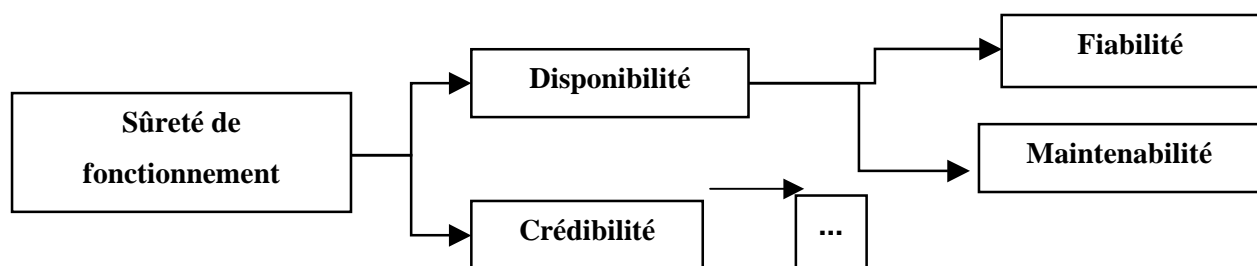 Sûreté de
fonctionnement
Disponibilité
Crédibilité
...
Fiabilité
Maintenabilité